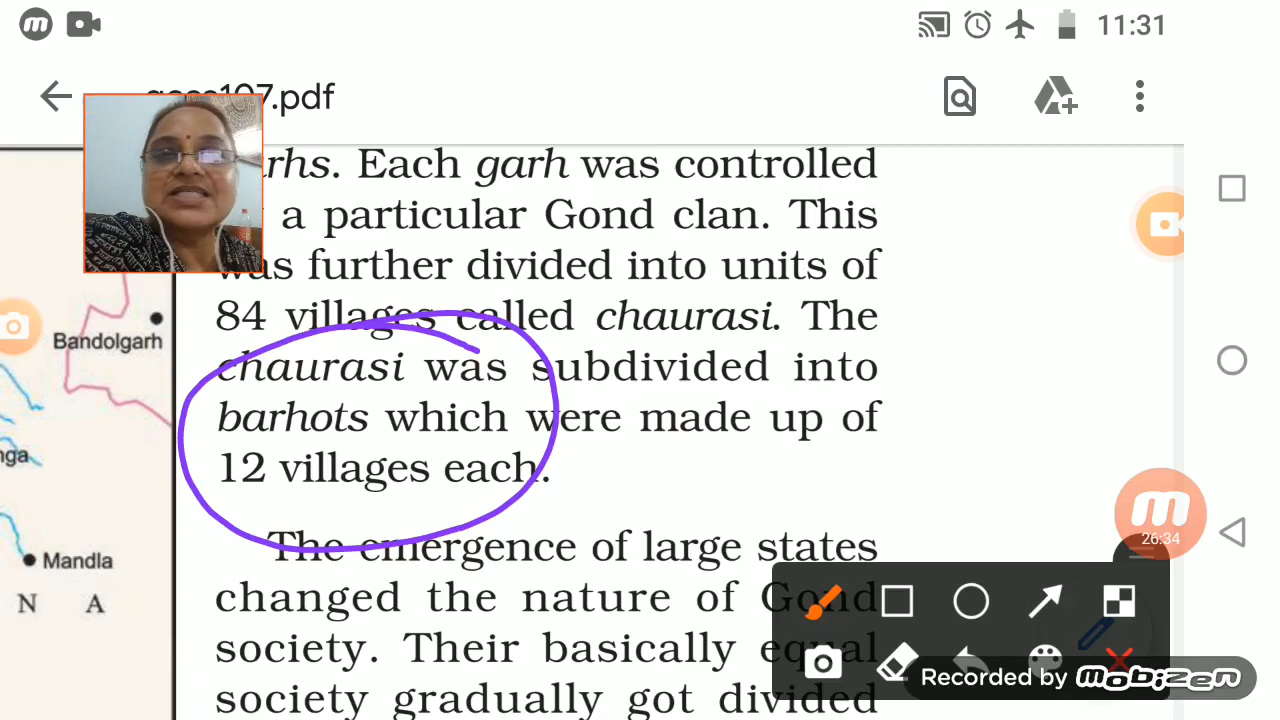 11:31
.pdf
rhs. Each garh was controlled
a particular Gond clan. This
was further divided into units of
84 villages called chaurasi. The
chaurasi was subdivided into
barhots which were made up of
12 villages each.
The emergence of large states
changed the nature of Gond
society. Their basically equal
society gradually got divided
Bandolgarh
nga
Mandla
N A
26:34
Recorded by mobizen